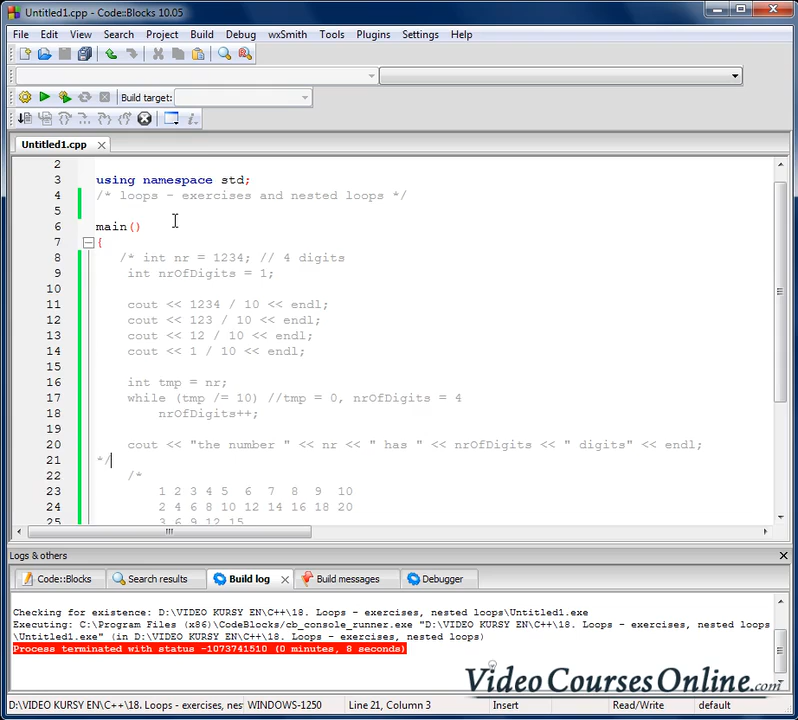 Untitled1.cpp - Code::Blocks 10.05
File Edit View Search Project Build Debug wxSmith Tools Plugins Settings Help
Build target:
Untitled1.cpp
2
3 using namespace std;
4 /* loops - exercises and nested loops */
5
6 main()
7 {
8 /* int nr = 1234; // 4 digits
9 int nrOfDigits = 1;
10
11 cout << 1234 / 10 << endl;
12 cout << 123 / 10 << endl;
13 cout << 12 / 10 << endl;
14 cout << 1 / 10 << endl;
15
16 int tmp = nr;
17 while (tmp /= 10) //tmp = 0, nrOfDigits = 4
18 nrOfDigits++;
19
20 cout << "the number " << nr << " has " << nrOfDigits << " digits" << endl;
21 */
22 /*
23 1 2 3 4 5 6 7 8 9 10
24 2 4 6 8 10 12 14 16 18 20
25 3 6 9 12 15
Logs & others
Code::Blocks Search results Build log Build messages Debugger
Checking for existence: D:\VIDEO KURSY EN\C++\18. Loops - exercises, nested loops\Untitled1.exe
Executing: C:\Program Files (x86)\CodeBlocks/cb_console_runner.exe "D:\VIDEO KURSY EN\C++\18. Loops - exercises, nested loops
\Untitled1.exe" (in D:\VIDEO KURSY EN\C++\18. Loops - exercises, nested loops)
Process terminated with status -1073741510 (0 minutes, 8 seconds)
VideoCoursesOnline.com
D:\VIDEO KURSY EN\C++\18. Loops - exercises, nes WINDOWS-1250 Line 21, Column 3 Insert Read/Write default